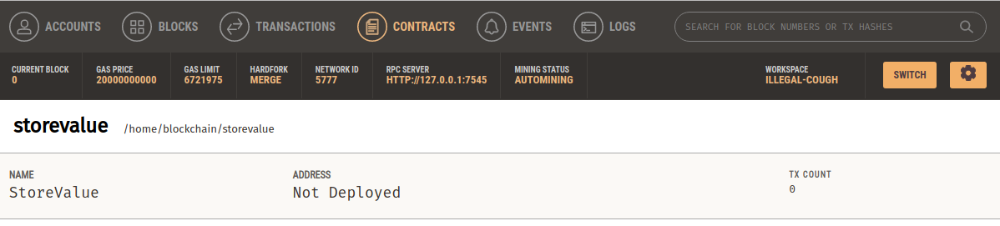 ACCOUNTS BLOCKS TRANSACTIONS CONTRACTS EVENTS LOGS SEARCH FOR BLOCK NUMBERS OR TX HASHES
CURRENT BLOCK GAS PRICE GAS LIMIT HARDFORK NETWORK ID RPC SERVER MINING STATUS WORKSPACE
0 20000000000 6721975 MERGE 5777 HTTP://127.0.0.1:7545 AUTOMINING ILLEGAL-COUGH SWITCH
storevalue /home/blockchain/storevalue
NAME ADDRESS TX COUNT
StoreValue Not Deployed 0